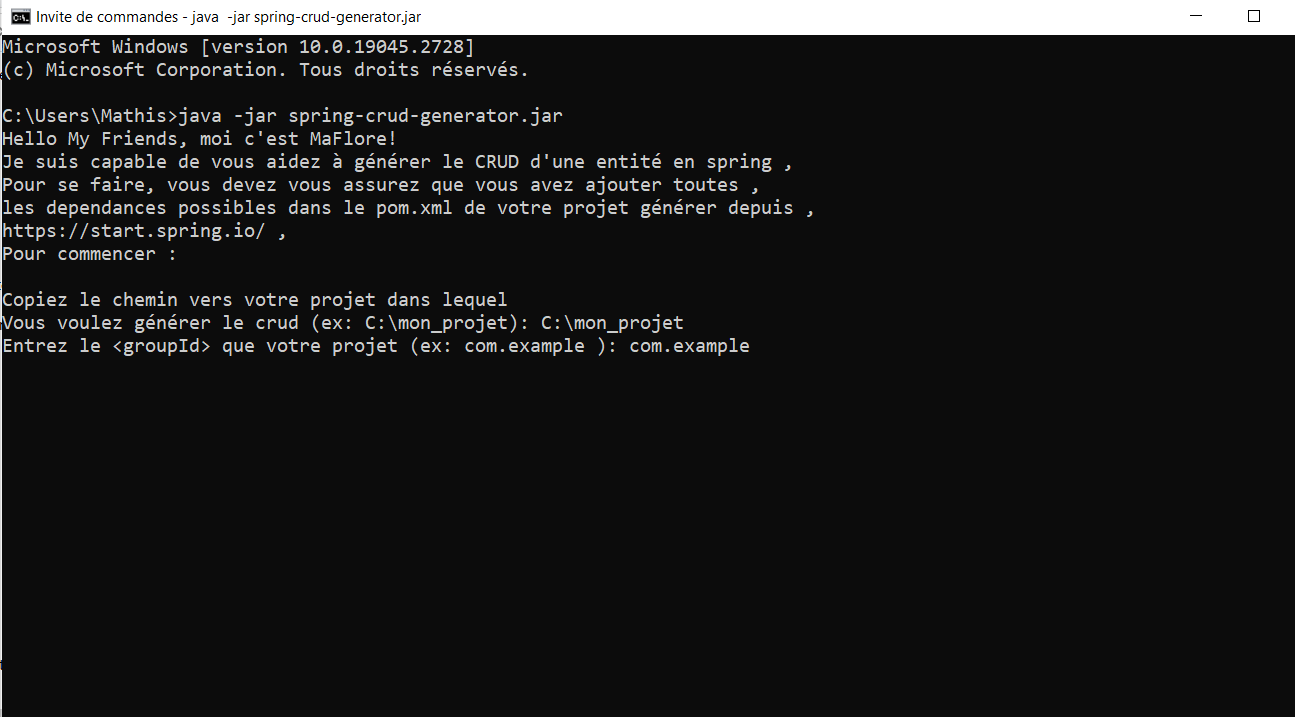 Invite de commandes - java  -jar spring-crud-generator.jar
Microsoft Windows [version 10.0.19045.2728]
(c) Microsoft Corporation. Tous droits réservés.
C:\Users\Mathis>java -jar spring-crud-generator.jar
Hello My Friends, moi c'est MaFlore!
Je suis capable de vous aidez à générer le CRUD d'une entité en spring ,
Pour se faire, vous devez vous assurez que vous avez ajouter toutes ,
les dependances possibles dans le pom.xml de votre projet générer depuis ,
https://start.spring.io/ ,
Pour commencer :
Copiez le chemin vers votre projet dans lequel
Vous voulez générer le crud (ex: C:\mon_projet): C:\mon_projet
Entrez le <groupId> que votre projet (ex: com.example ): com.example